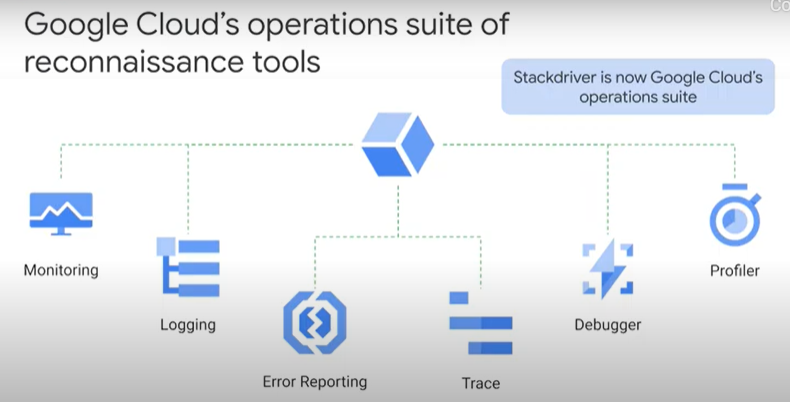 Google Cloud's operations suite of
reconnaissance tools
Stackdriver is now Google Cloud's
operations suite
Monitoring
Logging
Error Reporting
Trace
Debugger
Profiler